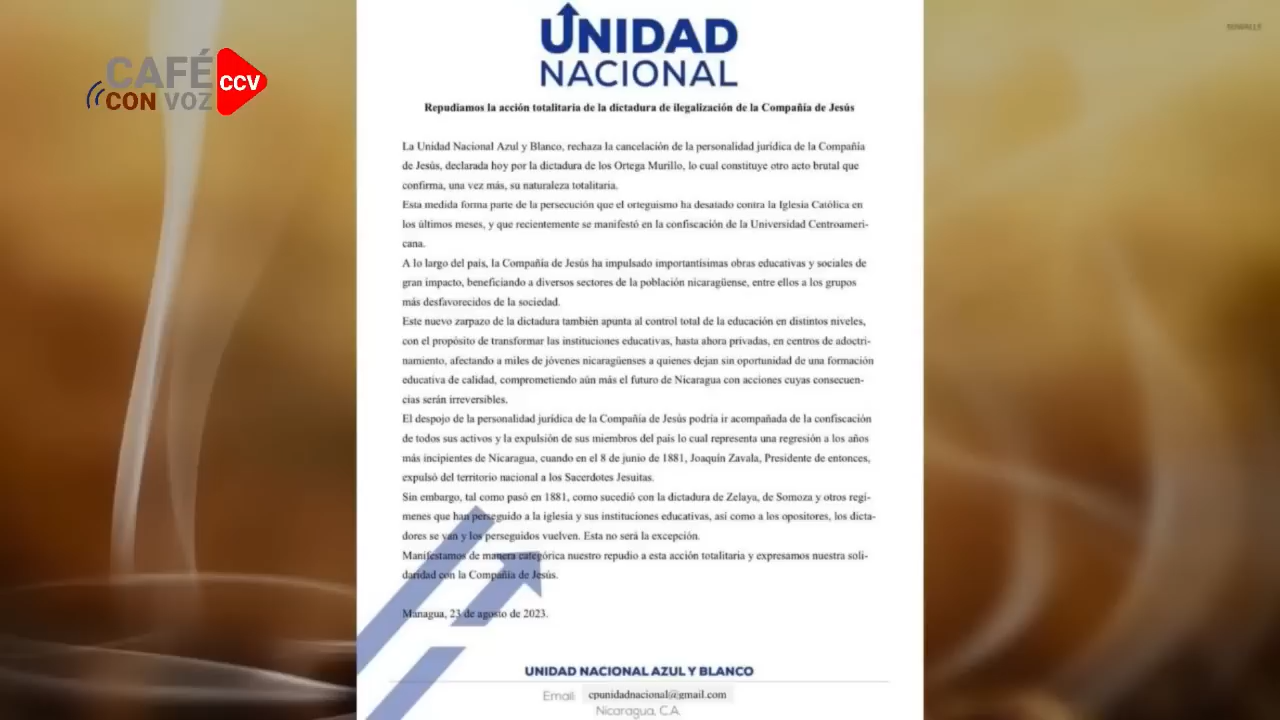 CAFÉ
CON VOZ
CCV
UNIDAD
NACIONAL
Repudiamos la acción totalitaria de la dictadura de ilegalización de la Compañía de Jesús
La Unidad Nacional Azul y Blanco, rechaza la cancelación de la personalidad jurídica de la Compañía
de Jesús, declarada hoy por la dictadura de los Ortega Murillo, lo cual constituye otro acto brutal que
confirma, una vez más, su naturaleza totalitaria.
Esta medida forma parte de la persecución que el orteguismo ha desatado contra la Iglesia Católica en
los últimos meses, y que recientemente se manifestó en la confiscación de la Universidad Centroameri-
cana.
A lo largo del país, la Compañía de Jesús ha impulsado importantísimas obras educativas y sociales de
gran impacto, beneficiando a diversos sectores de la población nicaragüense, entre ellos a los grupos
más desfavorecidos de la sociedad.
Este nuevo zarpazo de la dictadura también apunta al control total de la educación en distintos niveles,
con el propósito de transformar las instituciones educativas, hasta ahora privadas, en centros de adoctri-
namiento, afectando a miles de jóvenes nicaragüenses a quienes dejan sin oportunidad de una formación
educativa de calidad, comprometiendo aún más el futuro de Nicaragua con acciones cuyas consecuen-
cias serán irreversibles.
El despojo de la personalidad jurídica de la Compañía de Jesús podría ir acompañada de la confiscación
de todos sus activos y la expulsión de sus miembros del país lo cual representa una regresión a los años
más incipientes de Nicaragua, cuando en el 8 de junio de 1881, Joaquín Zavala, Presidente de entonces,
expulsó del territorio nacional a los Sacerdotes Jesuitas.
Sin embargo, tal como pasó en 1881, como sucedió con la dictadura de Zelaya, de Somoza y otros regí-
menes que han perseguido a la iglesia y sus instituciones educativas, así como a los opositores, los dicta-
dores se van y los perseguidos vuelven. Esta no será la excepción.
Manifestamos de manera categórica nuestro repudio a esta acción totalitaria y expresamos nuestra soli-
daridad con la Compañía de Jesús.
Managua, 23 de agosto de 2023.
UNIDAD NACIONAL AZUL Y BLANCO
Email: cpunidadnacional@gmail.com
Nicaragua, C.A.